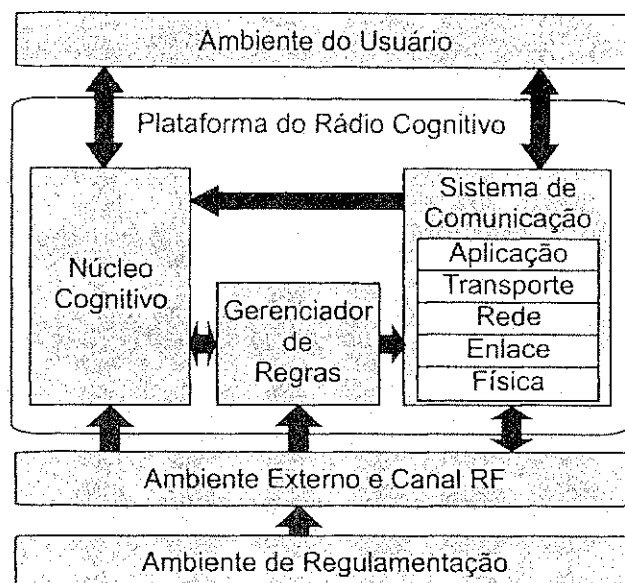 Ambiente do Usuário
Plataforma do Rádio Cognitivo
Núcleo
Cognitivo
Gerenciador
de
Regras
Sistema de
Comunicação
Aplicação
Transporte
Rede
Enlace
Física
Ambiente Externo e Canal RF
Ambiente de Regulamentação